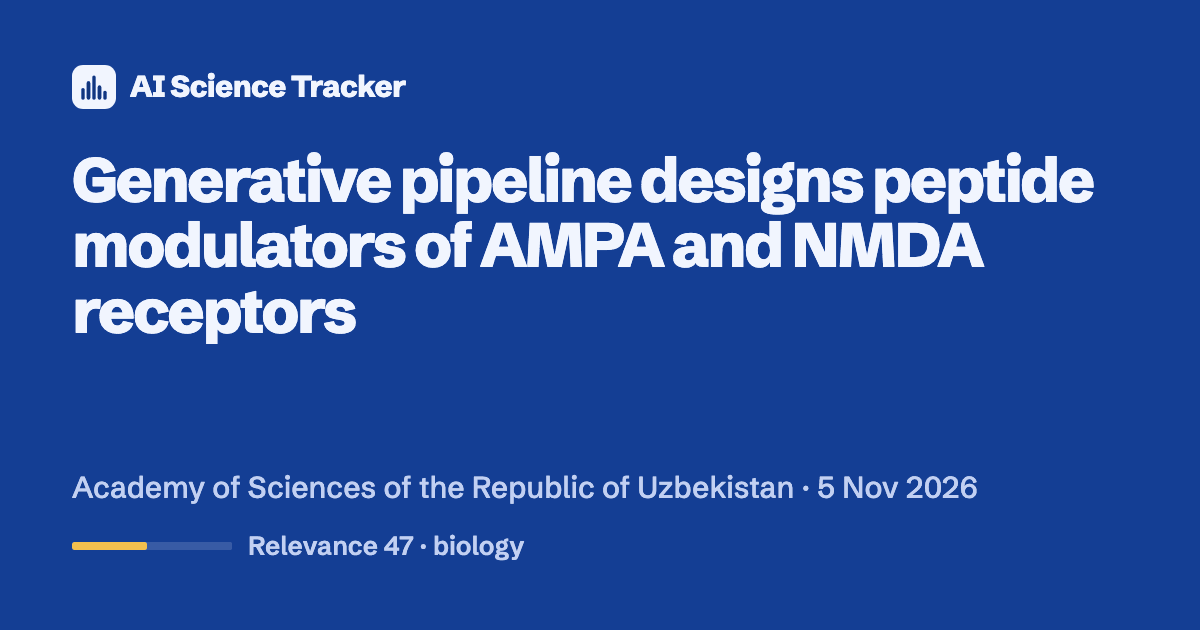 AI Science Tracker
Generative pipeline designs peptide
modulators of AMPA and NMDA
receptors
Academy of Sciences of the Republic of Uzbekistan · 5 Nov 2026
Relevance 47 · biology